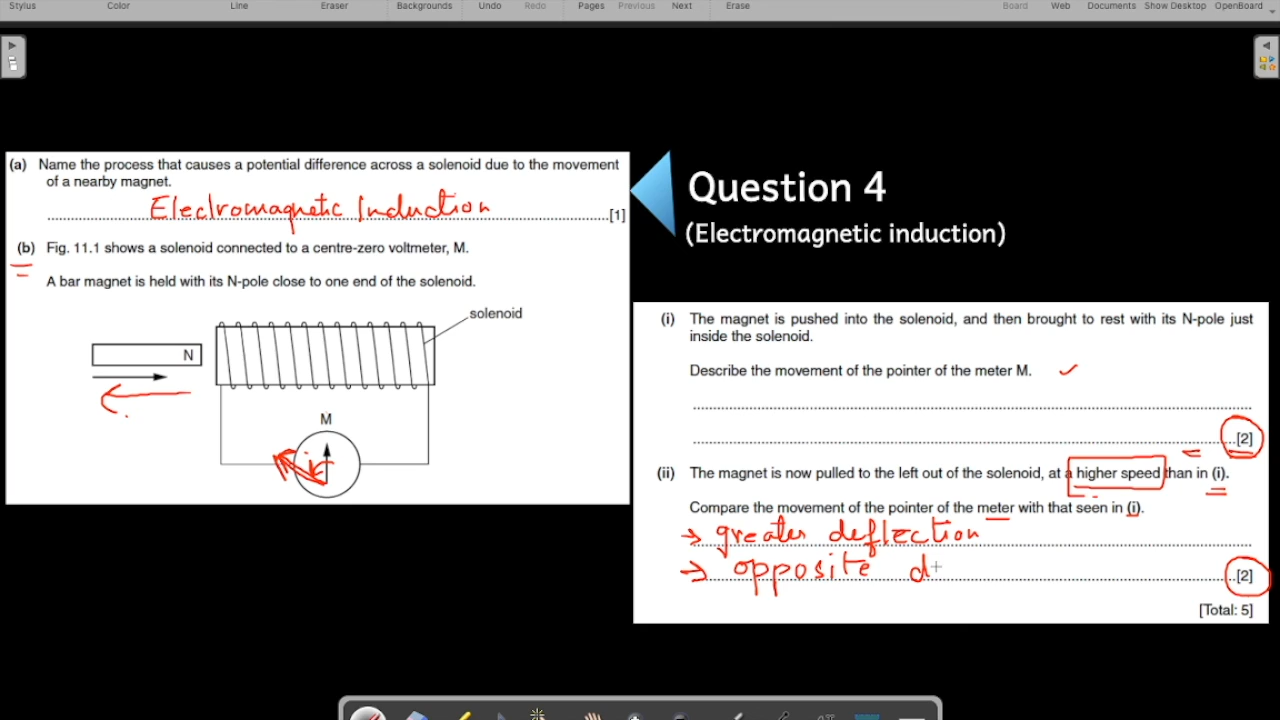 Stylus Color Line Eraser Backgrounds Undo Redo Pages Previous Next Erase Board Web Documents Show Desktop OpenBoard
(a) Name the process that causes a potential difference across a solenoid due to the movement
of a nearby magnet.
Electromagnetic Induction [1]
(b) Fig. 11.1 shows a solenoid connected to a centre-zero voltmeter, M.
A bar magnet is held with its N-pole close to one end of the solenoid.
solenoid
N
M
Question 4
(Electromagnetic induction)
(i) The magnet is pushed into the solenoid, and then brought to rest with its N-pole just
inside the solenoid.
Describe the movement of the pointer of the meter M.
[2]
(ii) The magnet is now pulled to the left out of the solenoid, at a higher speed than in (i).
Compare the movement of the pointer of the meter with that seen in (i).
→ greater deflection
→ opposite d [2]
[Total: 5]